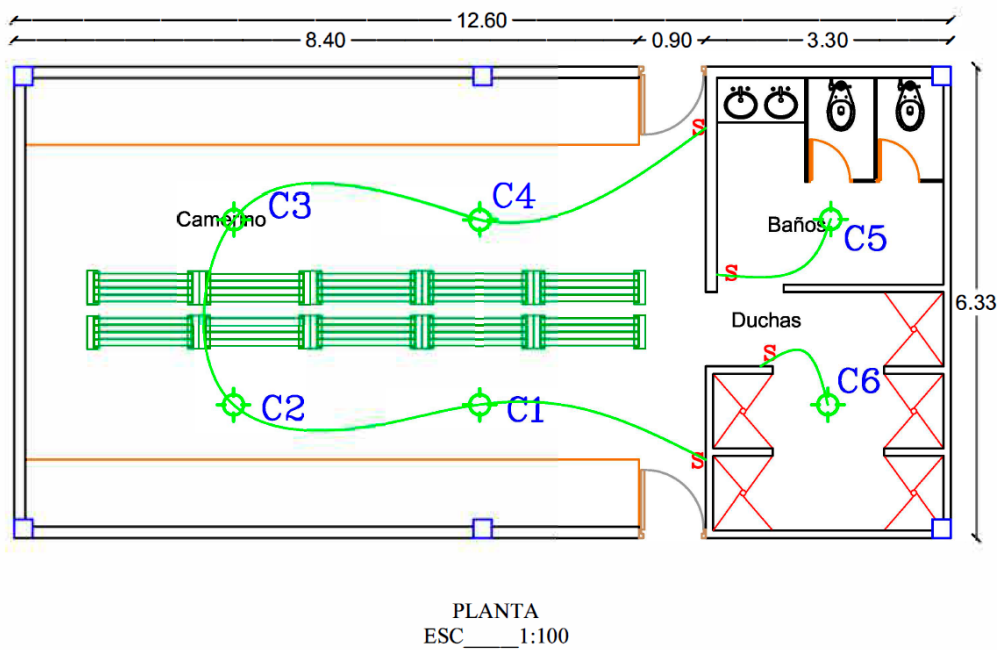 12.60
8.40 0.90 3.30
S
C3 C4
Camerino Baños C5
S
6.33
Duchas
S
C6
C2 C1
S
PLANTA
ESC____1:100